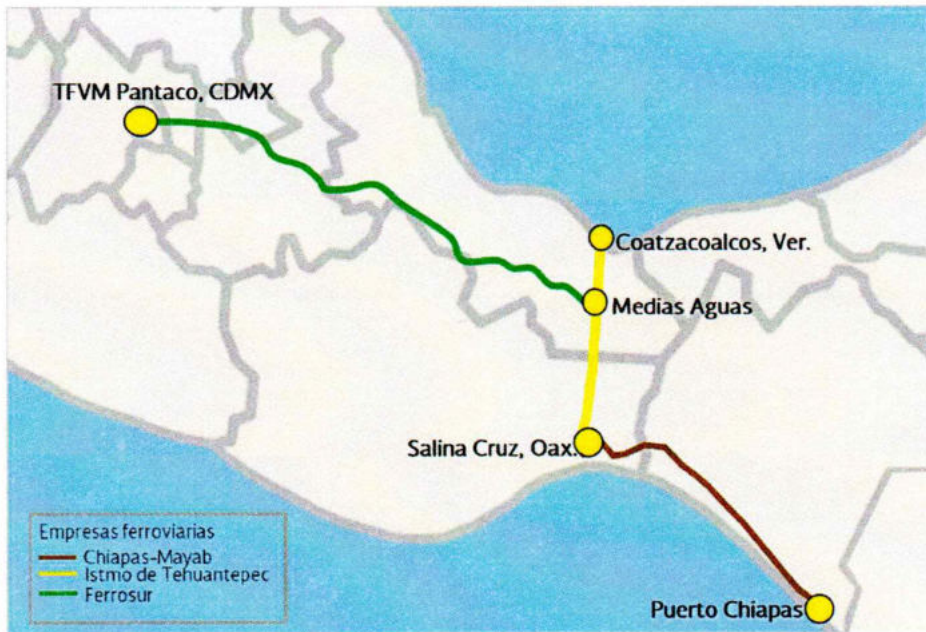 TFVM Pantaco, CDMX
Coatzacoalcos, Ver.
Medias Aguas
Salina Cruz, Oax.
Puerto Chiapas
Empresas ferroviarias
Chiapas-Mayab
Istmo de Tehuantepec
Ferrosur